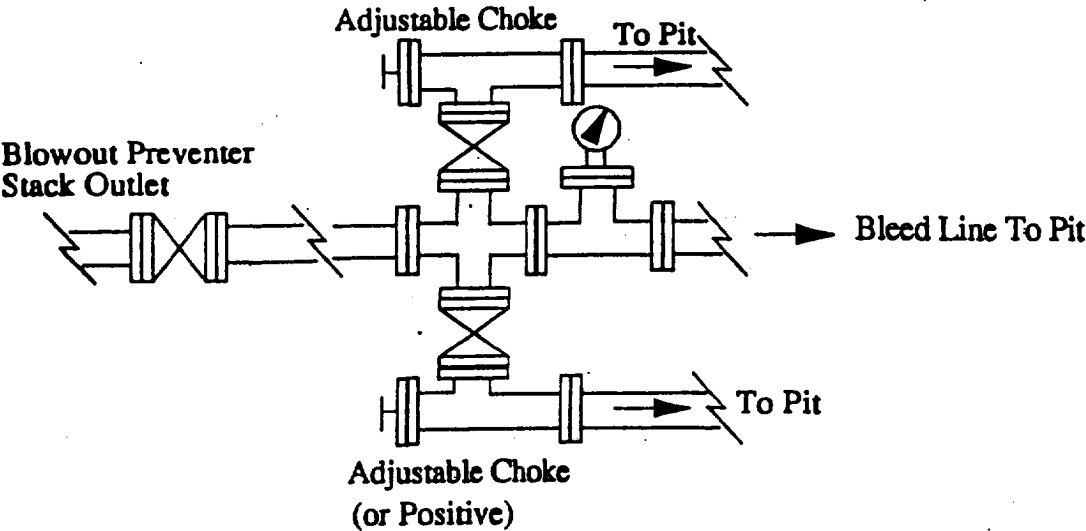 Adjustable Choke
To Pit
Blowout Preventer
Stack Outlet
Bleed Line To Pit
To Pit
Adjustable Choke
(or Positive)